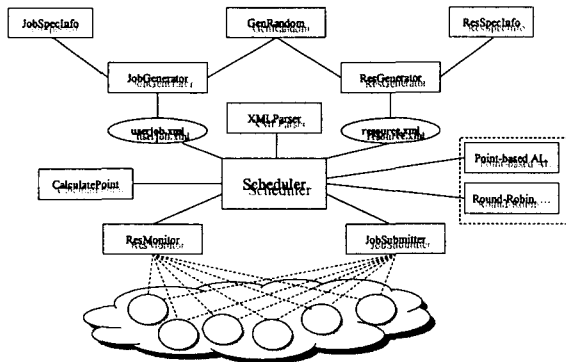 JobSpecInfo
GenRandom
ResSpecInfo
JobGenerator
ResGenerator
userjob.xml
XMLParser
resource.xml
Point-based AL,
CalculatePoint
Scheduler
Round-Robin, ...
ResMonitor
JobSubmitter